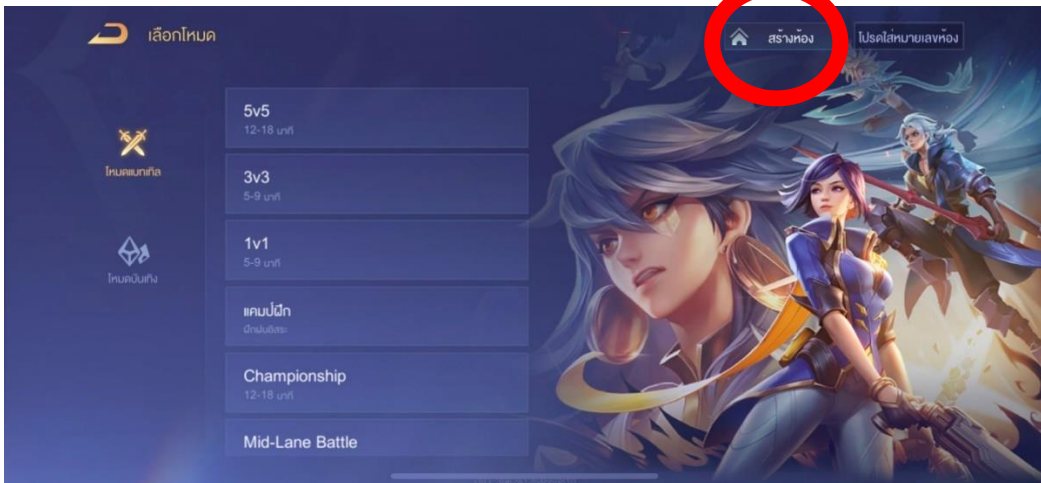 เลือกโหมด
สร้างห้อง
โปรดใส่หมายเลขห้อง
โหมดแบทเทิล
โหมดบันเทิง
5v5
12-18 นาที
3v3
5-9 นาที
1v1
5-9 นาที
แคมป์ฝึก
ฝึกฝนอิสระ
Championship
12-18 นาที
Mid-Lane Battle